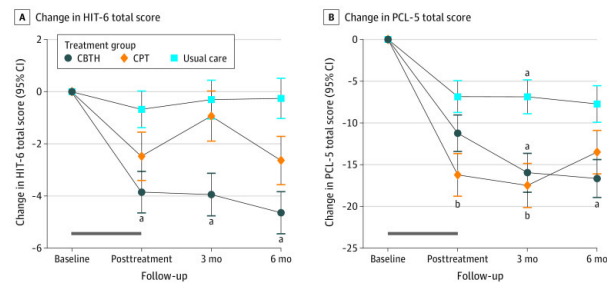 A Change in HIT-6 total score
Change in HIT-6 total score (95% CI)
2
0
-2
-4
-6
Treatment group
CBTH
CPT
Usual care
a
a
a
Baseline
Posttreatment
3 mo
6 mo
Follow-up
B Change in PCL-5 total score
Change in PCL-5 total score (95% CI)
0
-5
-10
-15
-20
-25
a
a
b
b
a
Baseline
Posttreatment
3 mo
6 mo
Follow-up